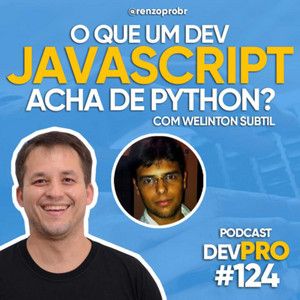 @renzoprobr
O QUE UM DEV
JAVASCRIPT
ACHA DE PYTHON?
COM WELINTON SUBTIL
PODCAST
DEVPRO
#124